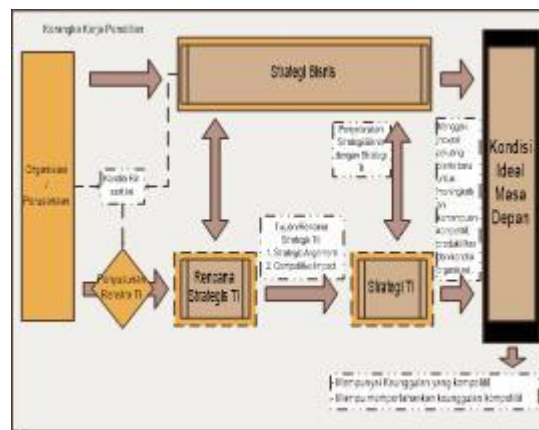 Kerangka Kerja Penelitian
Strategi Bisnis
Organisasi
/
Perusahaan
Kondisi
Penyelarasan
Strategi Bisnis
dengan Strategi
TI
Kondisi
Ideal
Masa
Depan
Tujuan Rencana
Strategis TI
1. Strategic Alignment
2. Competitive Impact
Penyusunan
Renstra TI
Rencana
Strategis TI
Strategi TI
- Mempunyai Keunggulan yang kompetitif
- Mampu mempertahankan keunggulan kompetitif